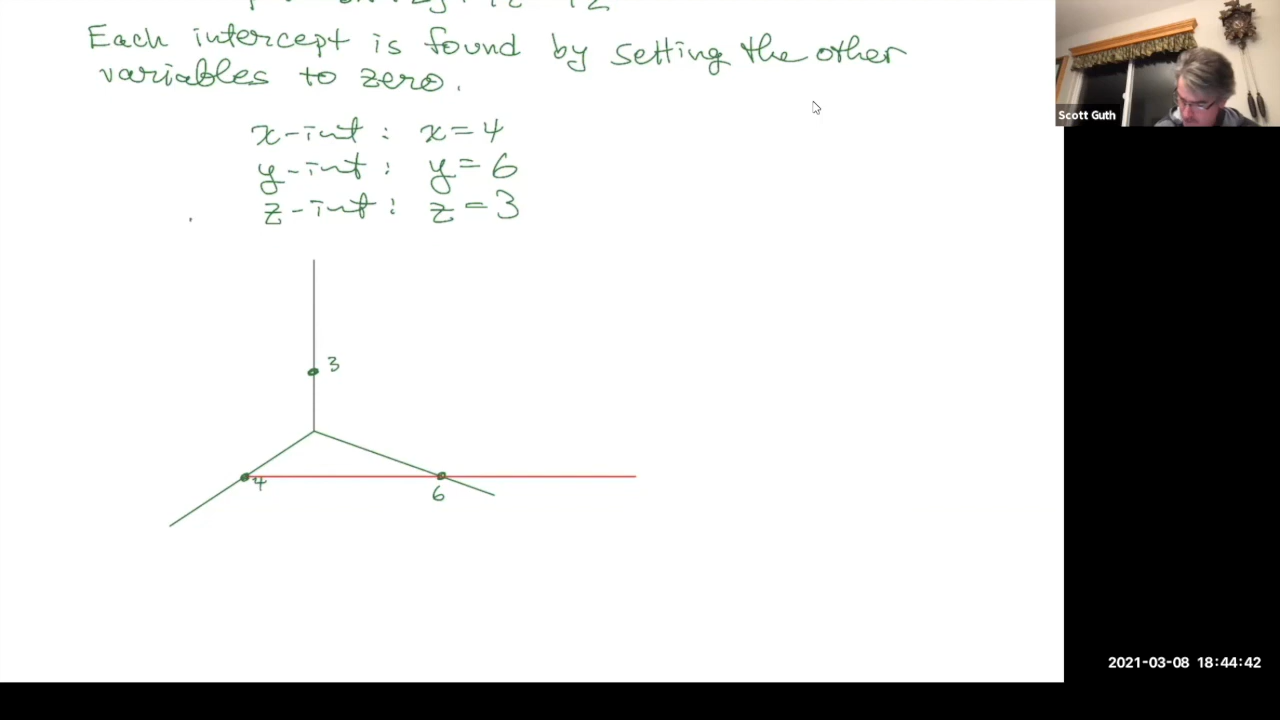 Each intercept is found by setting the other
variables to zero.
x-int: x=4
y-int: y=6
z-int: z=3
3
4
6
Scott Guth
2021-03-08 18:44:42